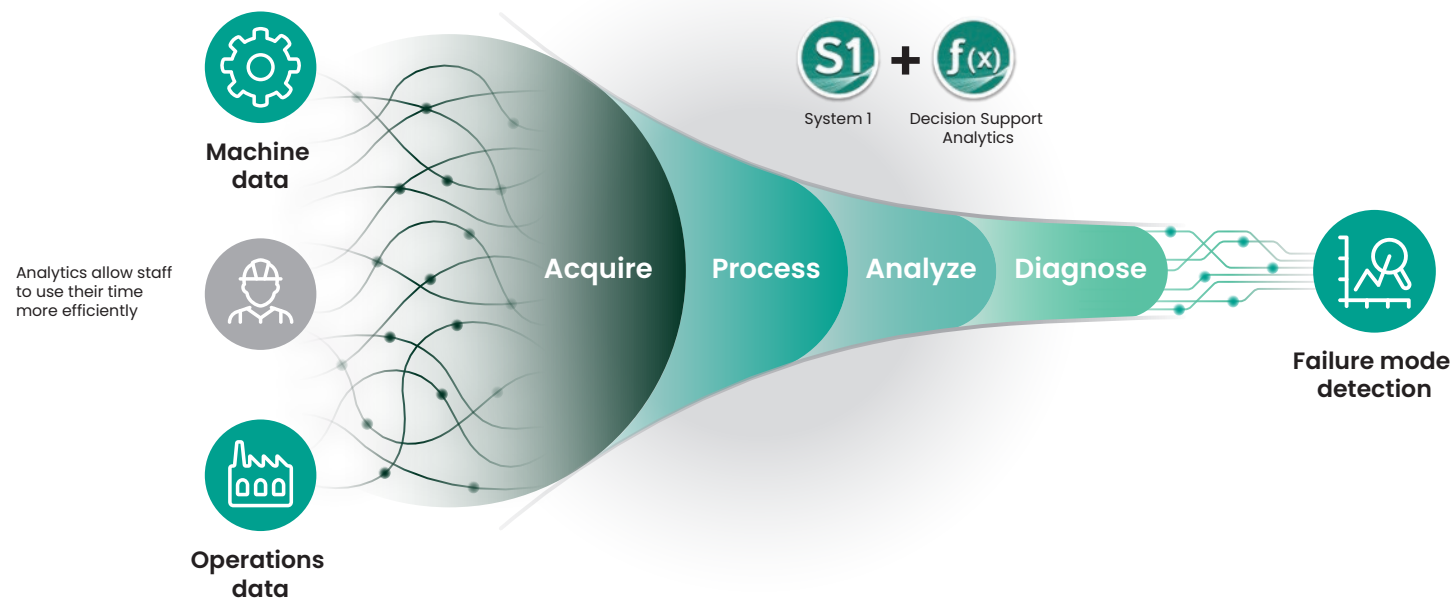 Machine
data
Analytics allow staff
to use their time
more efficiently
Operations
data
Acquire
Process
Analyze
Diagnose
S1
+
f(x)
System 1
Decision Support
Analytics
Failure mode
detection